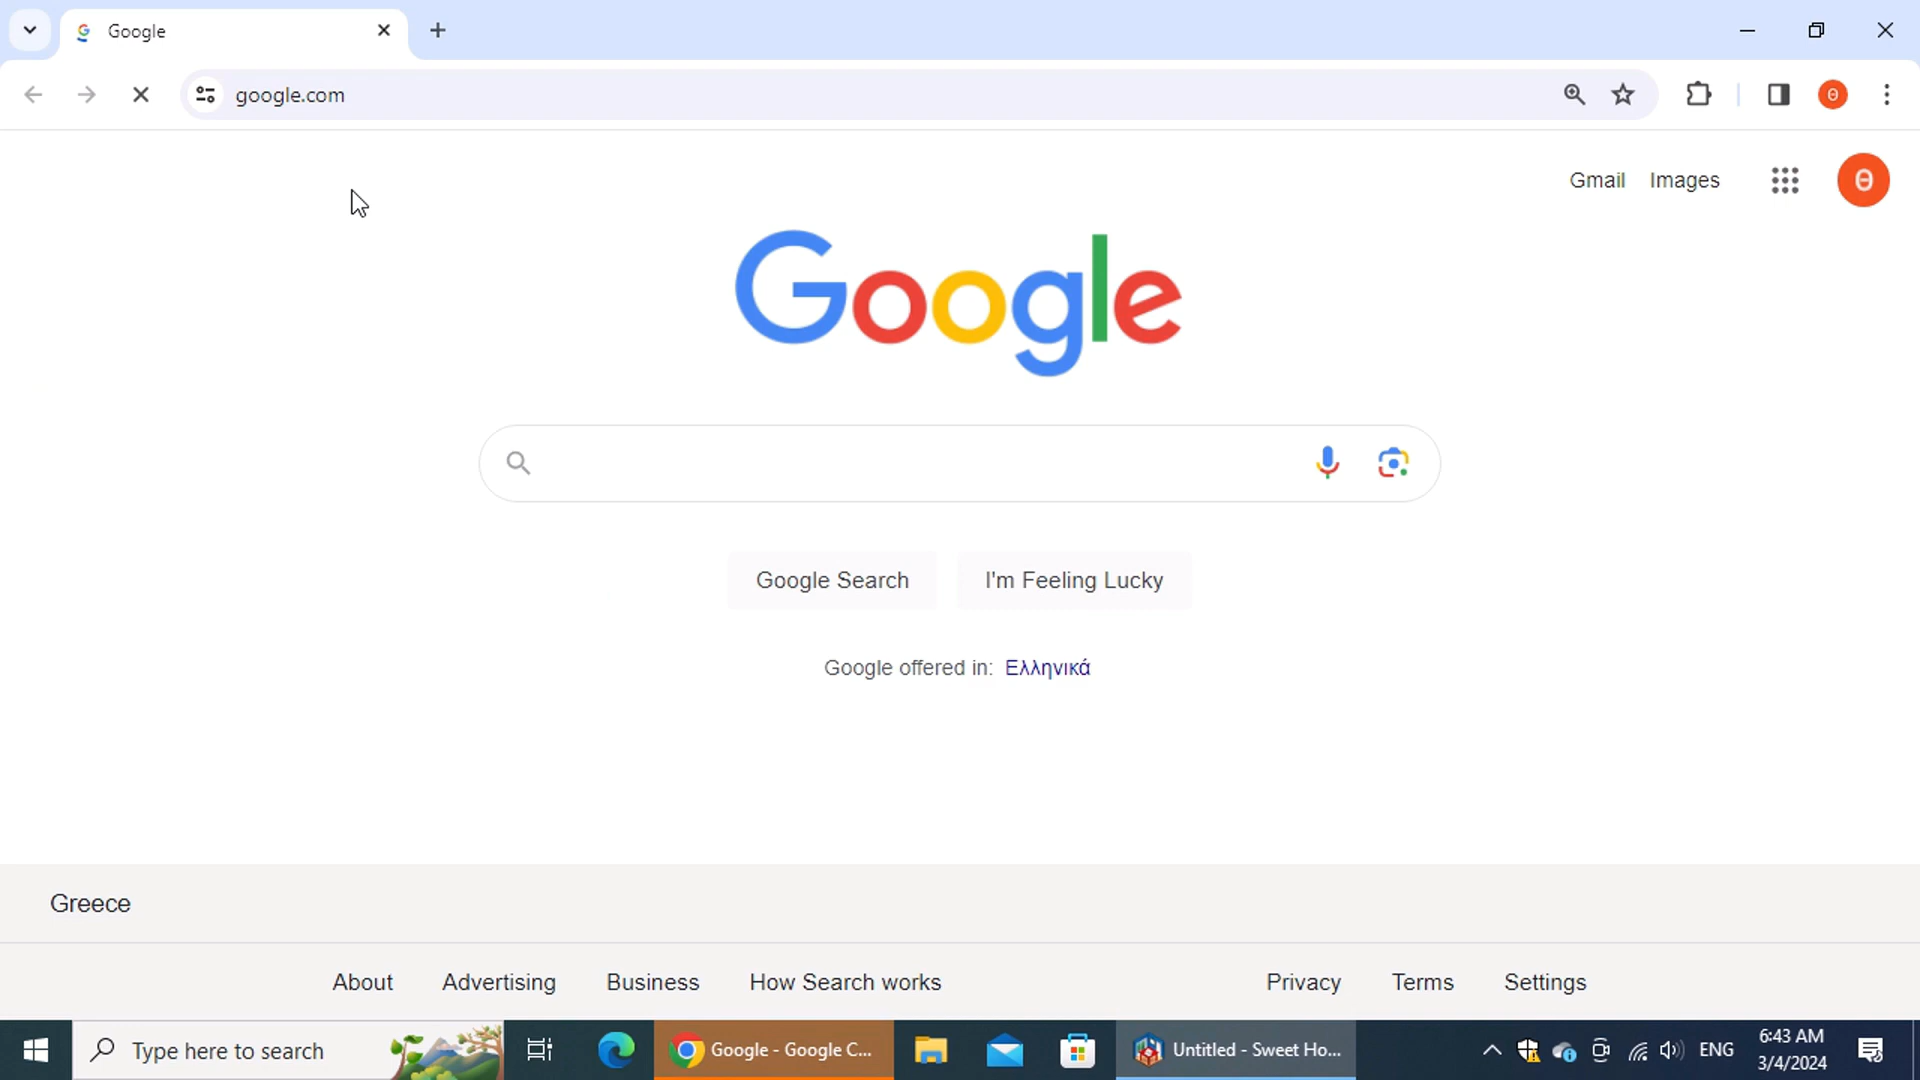 Google
google.com
Θ
Gmail Images Θ
Google
Google Search I'm Feeling Lucky
Google offered in: Ελληνικά
Greece
About Advertising Business How Search works Privacy Terms Settings
Type here to search Google - Google C... Untitled - Sweet Ho... ENG 6:43 AM
3/4/2024